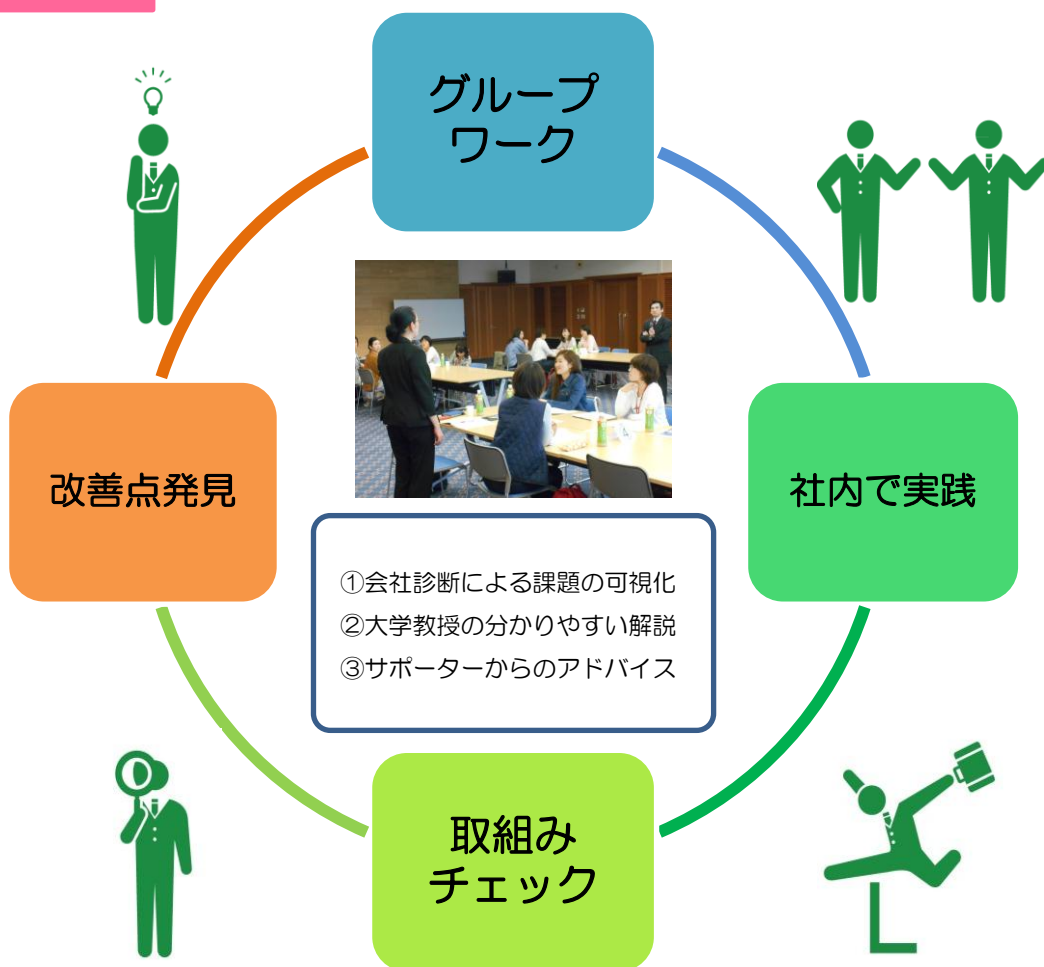 グループ
ワーク
改善点発見
社内で実践
①会社診断による課題の可視化
②大学教授の分かりやすい解説
③サポーターからのアドバイス
取組み
チェック